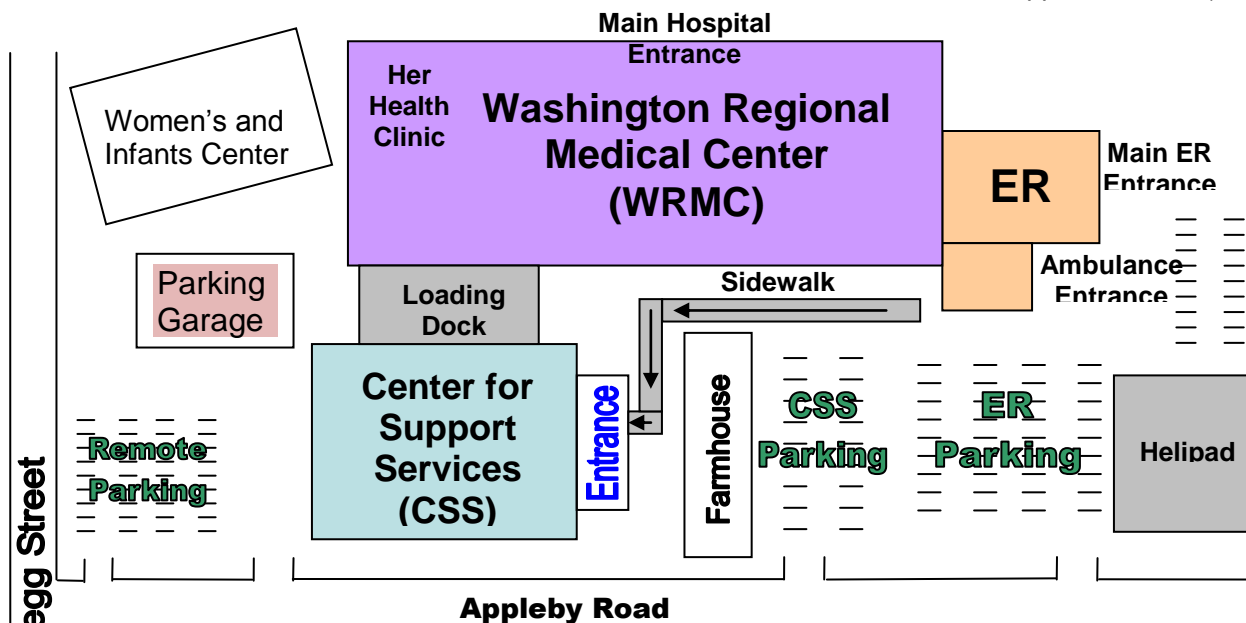 Main Hospital
Entrance
Her
Health
Clinic
Washington Regional
Medical Center
(WRMC)
Women's and
Infants Center
ER
Main ER
Entrance
Parking
Garage
Loading
Dock
Sidewalk
Ambulance
Entrance
Center for
Support
Services
(CSS)
Entrance
Farmhouse
CSS
Parking
ER
Parking
Helipad
Remote
Parking
egg Street
Appleby Road